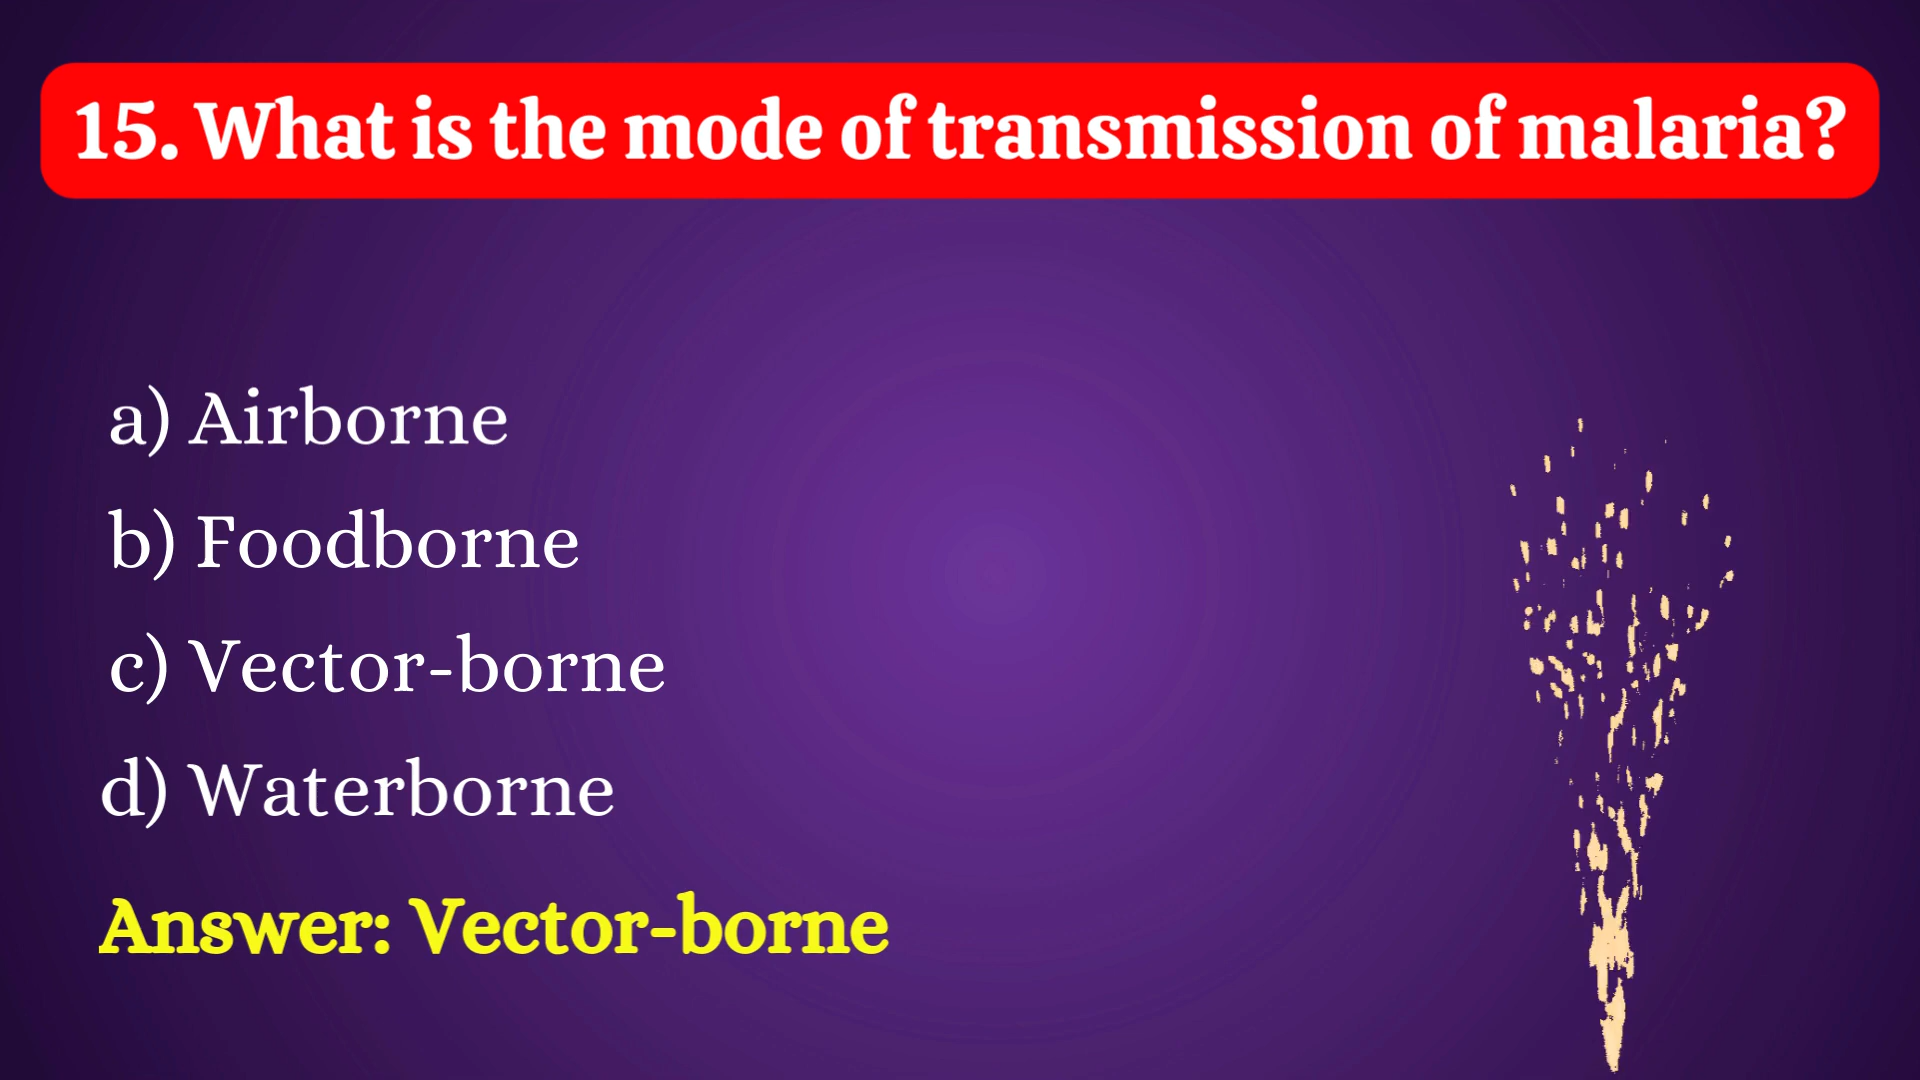 15. What is the mode of transmission of malaria?
a) Airborne
b) Foodborne
c) Vector-borne
d) Waterborne
Answer: Vector-borne